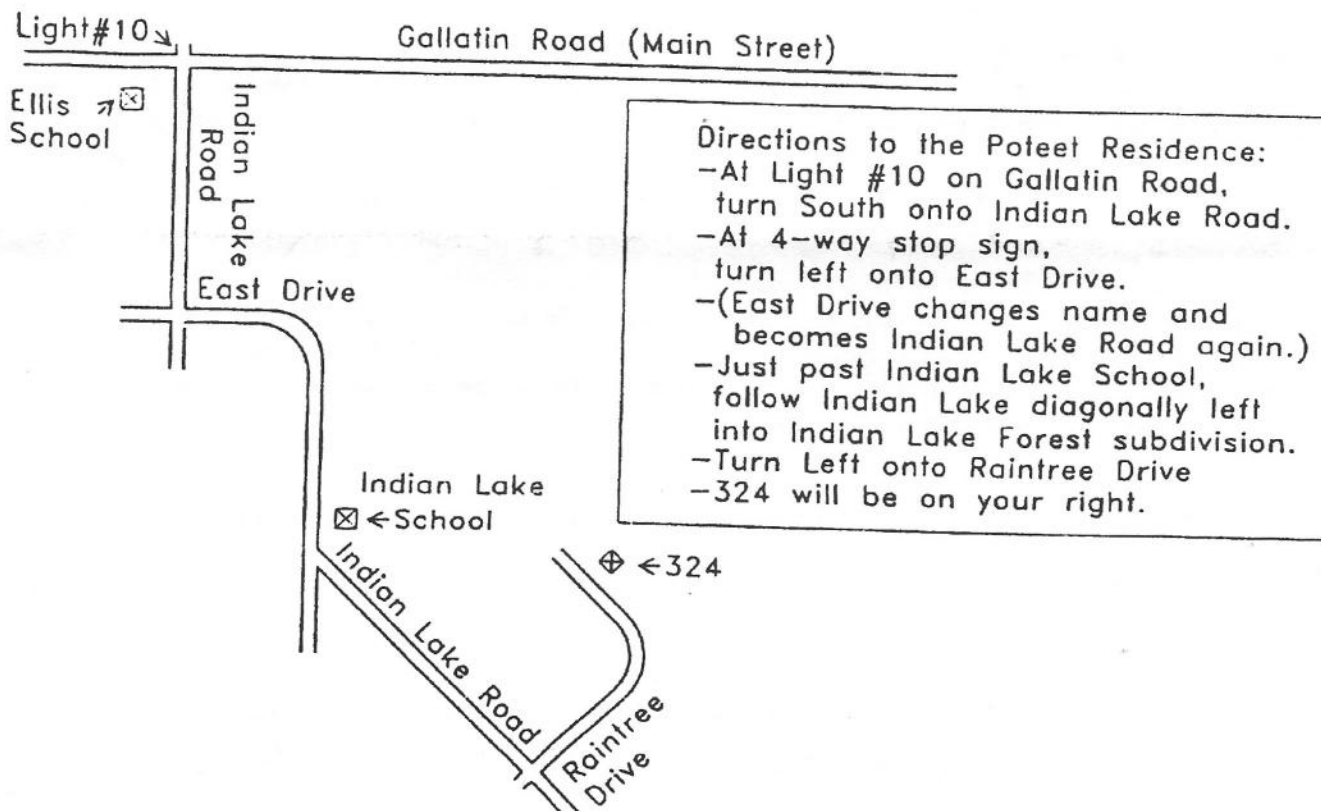 Light#10
Gallatin Road (Main Street)
Ellis
School
Indian Lake
Road
East Drive
Directions to the Poteet Residence:
-At Light #10 on Gallatin Road,
turn South onto Indian Lake Road.
-At 4-way stop sign,
turn left onto East Drive.
-(East Drive changes name and
becomes Indian Lake Road again.)
-Just past Indian Lake School,
follow Indian Lake diagonally left
into Indian Lake Forest subdivision.
-Turn Left onto Raintree Drive
-324 will be on your right.
Indian Lake
School
324
Indian Lake Road
Raintree
Drive